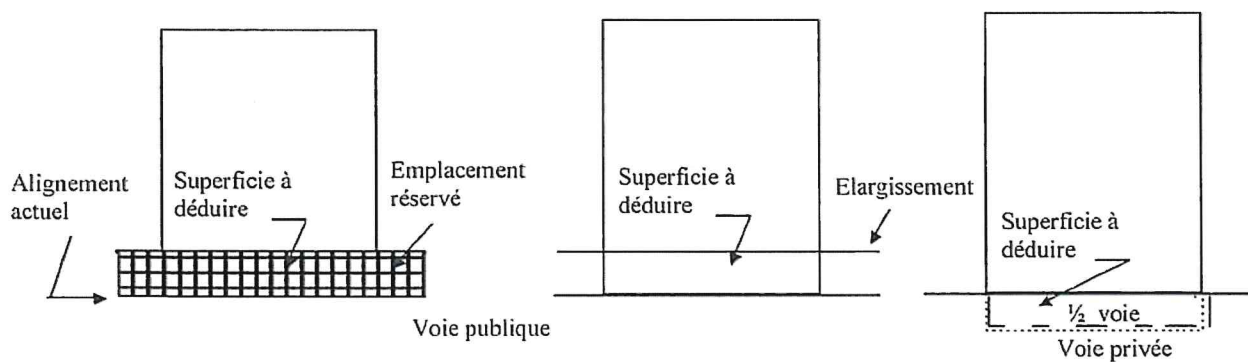 Alignement
actuel
Superficie à
déduire
Emplacement
réservé
Voie publique
Superficie à
déduire
Elargissement
Superficie à
déduire
½ voie
Voie privée